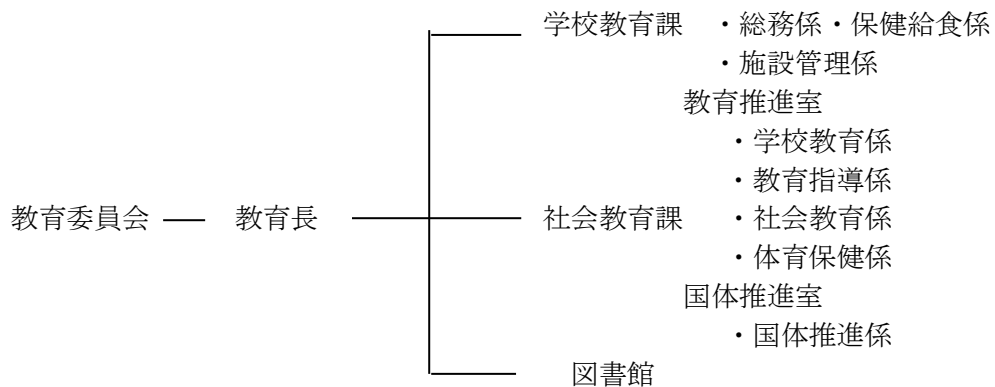 学校教育課 ・総務係・保健給食係
・施設管理係
教育推進室
・学校教育係
・教育指導係
教育委員会 教育長 社会教育課 ・社会教育係
・体育保健係
国体推進室
・国体推進係
図書館